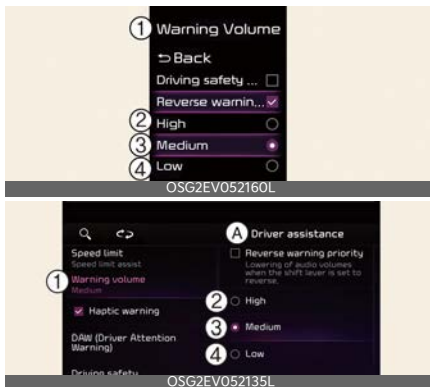 ① Warning Volume
Back
Driving safety ...
Reverse warnin...
② High
③ Medium
④ Low
OSG2EV052160L
Ⓐ Driver assistance
Speed limit
Speed limit assist
① Warning volume
Medium
Haptic warning
DAW (Driver Attention
Warning)
Driving safety
Reverse warning priority
Lowering of audio volumes
when the shift lever is set to
reverse.
② High
③ Medium
④ Low
OSG2EV052135L